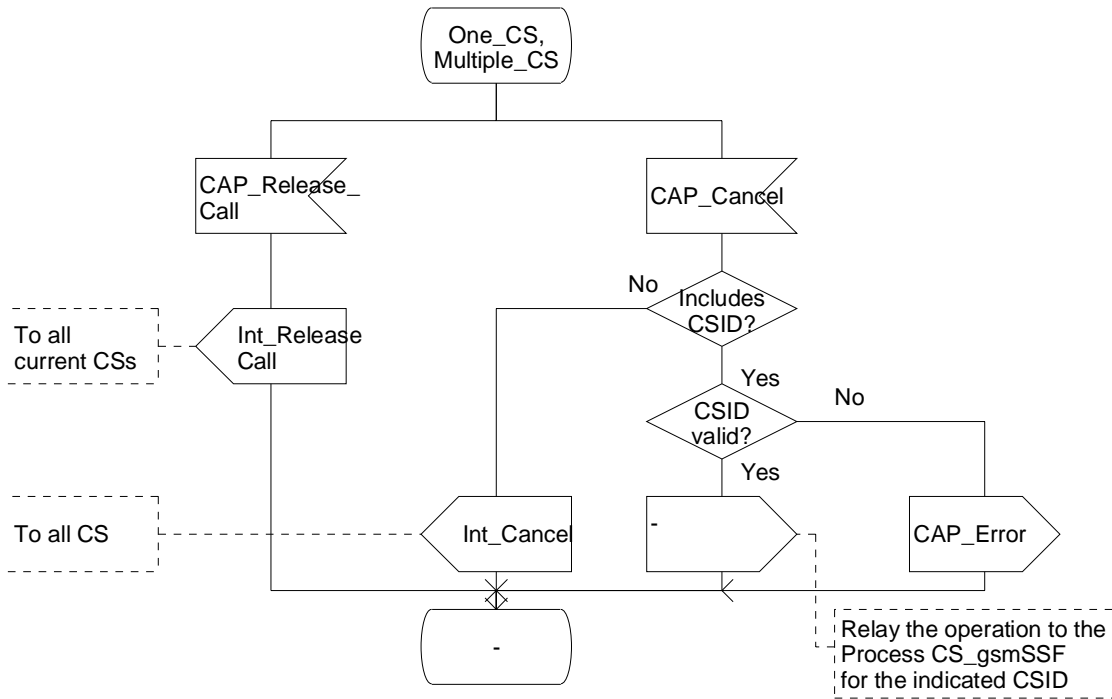 One_CS,
Multiple_CS
CAP_Release_
Call
CAP_Cancel
No
Includes
CSID?
To all
current CSs
Int_Release
Call
Yes
CSID
valid?
No
Yes
To all CS
Int_Cancel
-
CAP_Error
-
Relay the operation to the
Process CS_gsmSSF
for the indicated CSID